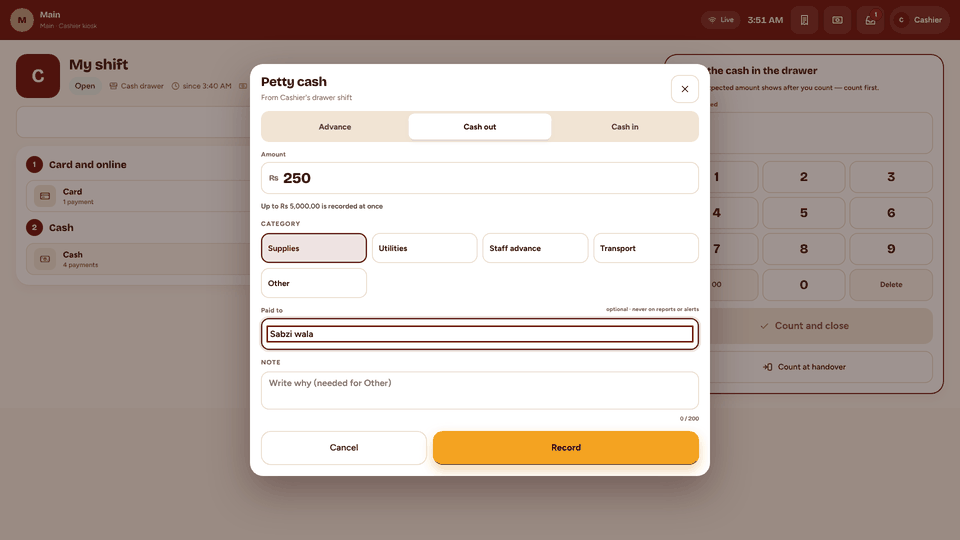 M
Main
Main · Cashier kiosk
Live
3:51 AM
1
C
Cashier
C
My shift
Open
Cash drawer
since 3:40 AM
1
Card and online
Card
1 payment
2
Cash
Cash
4 payments
the cash in the drawer
pected amount shows after you count — count first.
ed
1
2
3
4
5
6
7
8
9
00
0
Delete
Count and close
Count at handover
Petty cash
From Cashier's drawer shift
Advance
Cash out
Cash in
Amount
Rs 250
Up to Rs 5,000.00 is recorded at once
CATEGORY
Supplies
Utilities
Staff advance
Transport
Other
Paid to
optional · never on reports or alerts
Sabzi wala
NOTE
Write why (needed for Other)
0 / 200
Cancel
Record